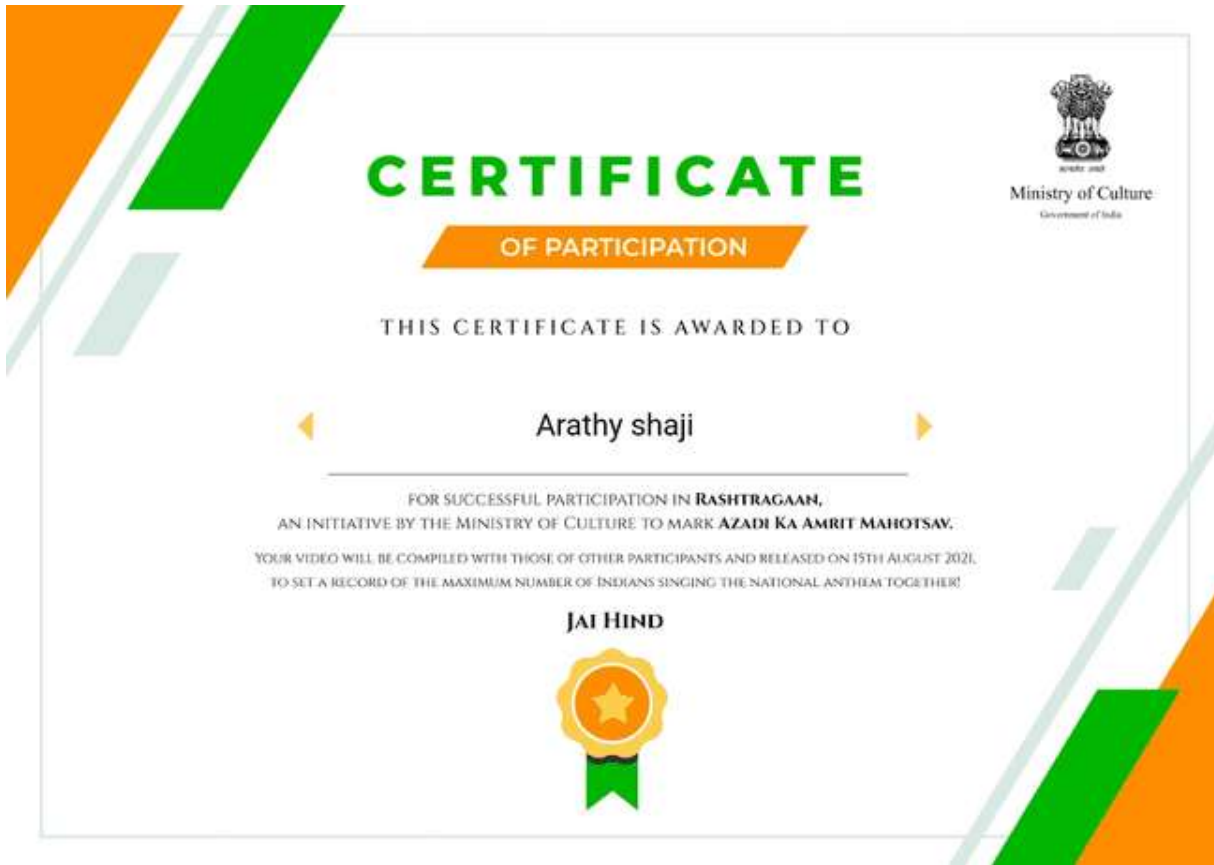 CERTIFICATE
OF PARTICIPATION
Ministry of Culture
Government of India
THIS CERTIFICATE IS AWARDED TO
Arathy shaji
FOR SUCCESSFUL PARTICIPATION IN RASHTRAGAAN,
AN INITIATIVE BY THE MINISTRY OF CULTURE TO MARK AZADI KA AMRIT MAHOTSAV.
YOUR VIDEO WILL BE COMPILED WITH THOSE OF OTHER PARTICIPANTS AND RELEASED ON 15TH AUGUST 2021,
TO SET A RECORD OF THE MAXIMUM NUMBER OF INDIANS SINGING THE NATIONAL ANTHEM TOGETHER!
JAI HIND